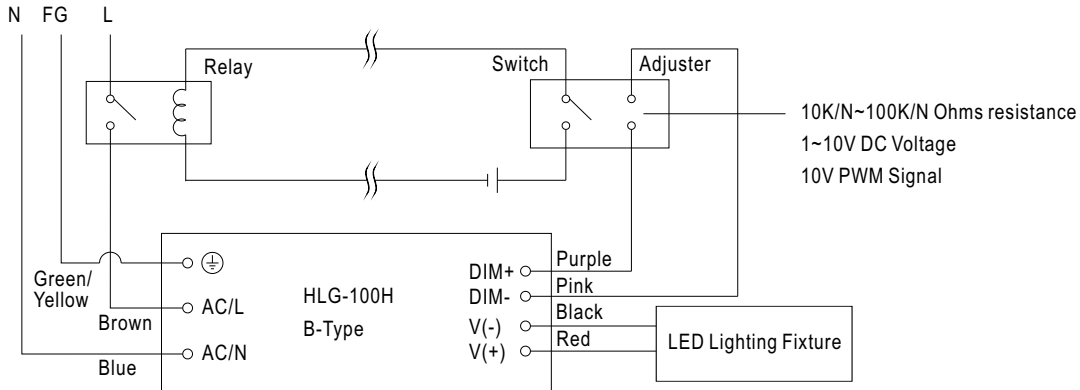 N FG L
Relay
Switch
Adjuster
10K/N~100K/N Ohms resistance
1~10V DC Voltage
10V PWM Signal
Green/
Yellow
Brown
Blue
AC/L
AC/N
HLG-100H
B-Type
DIM+
DIM-
V(-)
V(+)
Purple
Pink
Black
Red
LED Lighting Fixture